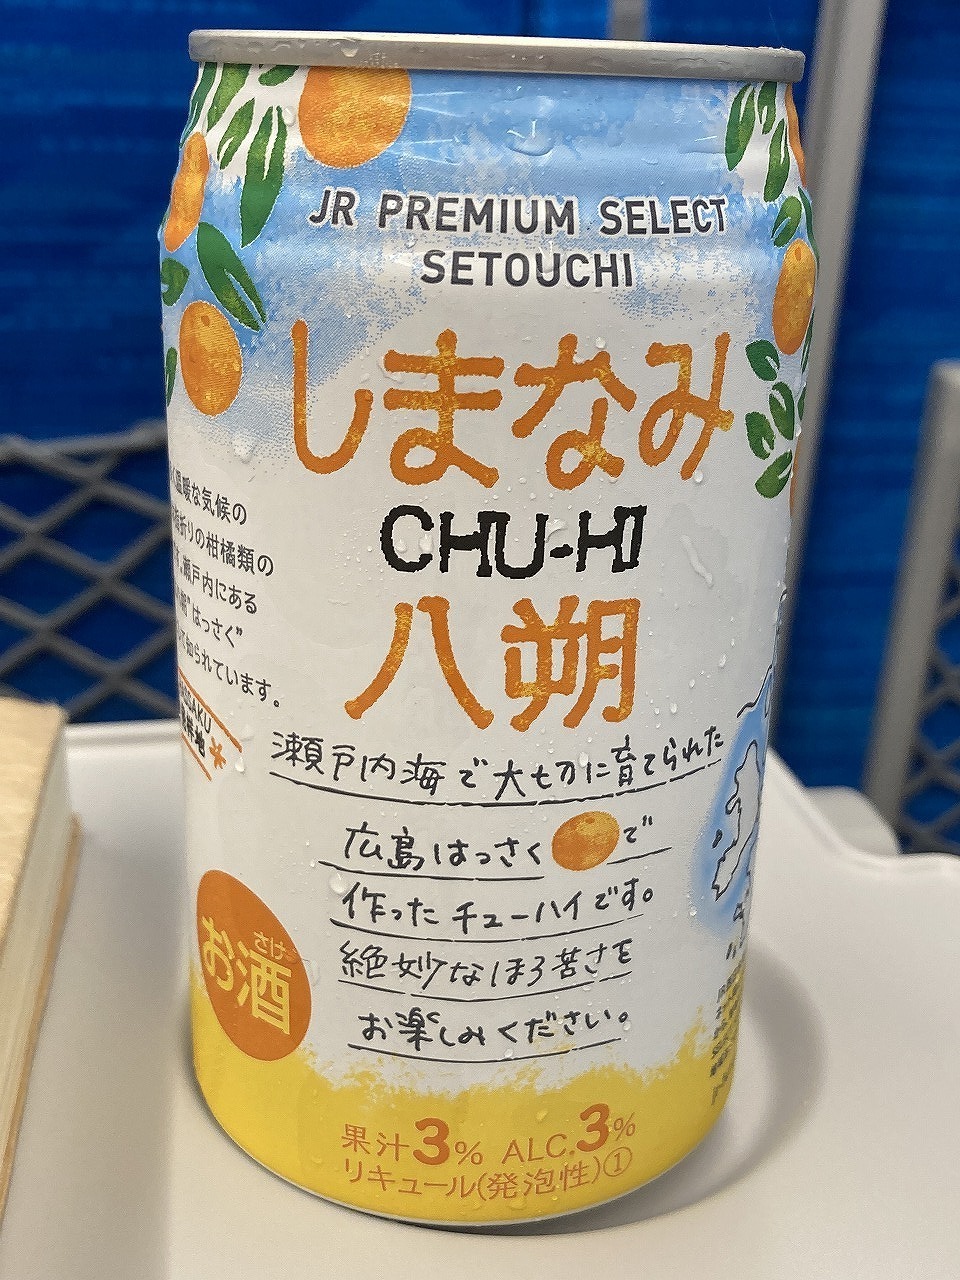 JR PREMIUM SELECT
SETOUCHI
しまなみ
CHU-HI
八朔
瀬戸内海で大切に育てられた
広島はっさくで
作ったチューハイです。
絶妙なほろ苦さを
お楽しみください。
温暖な気候の
折りの柑橘類の
瀬戸内にある
"はっさく"
知られています。
お酒
さけ
果汁3% ALC.3%
リキュール(発泡性)①